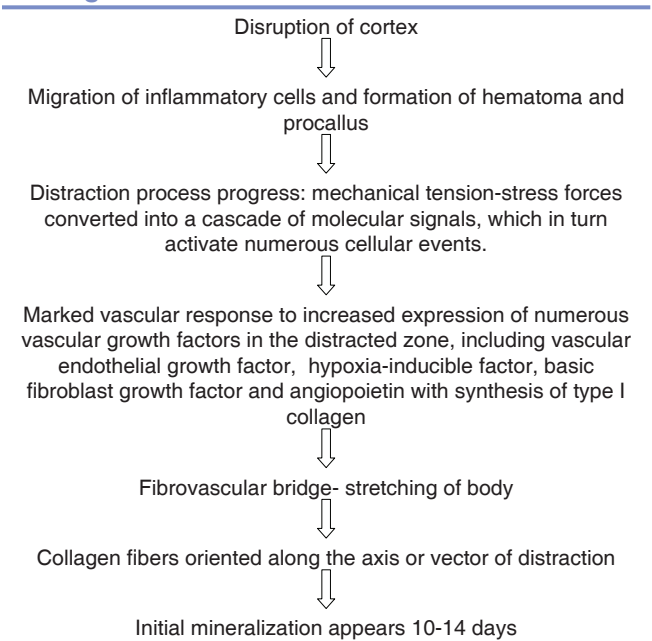 Disruption of cortex
Migration of inflammatory cells and formation of hematoma and
procallus
Distraction process progress: mechanical tension-stress forces
converted into a cascade of molecular signals, which in turn
activate numerous cellular events.
Marked vascular response to increased expression of numerous
vascular growth factors in the distracted zone, including vascular
endothelial growth factor, hypoxia-inducible factor, basic
fibroblast growth factor and angiopoietin with synthesis of type I
collagen
Fibrovascular bridge- stretching of body
Collagen fibers oriented along the axis or vector of distraction
Initial mineralization appears 10-14 days